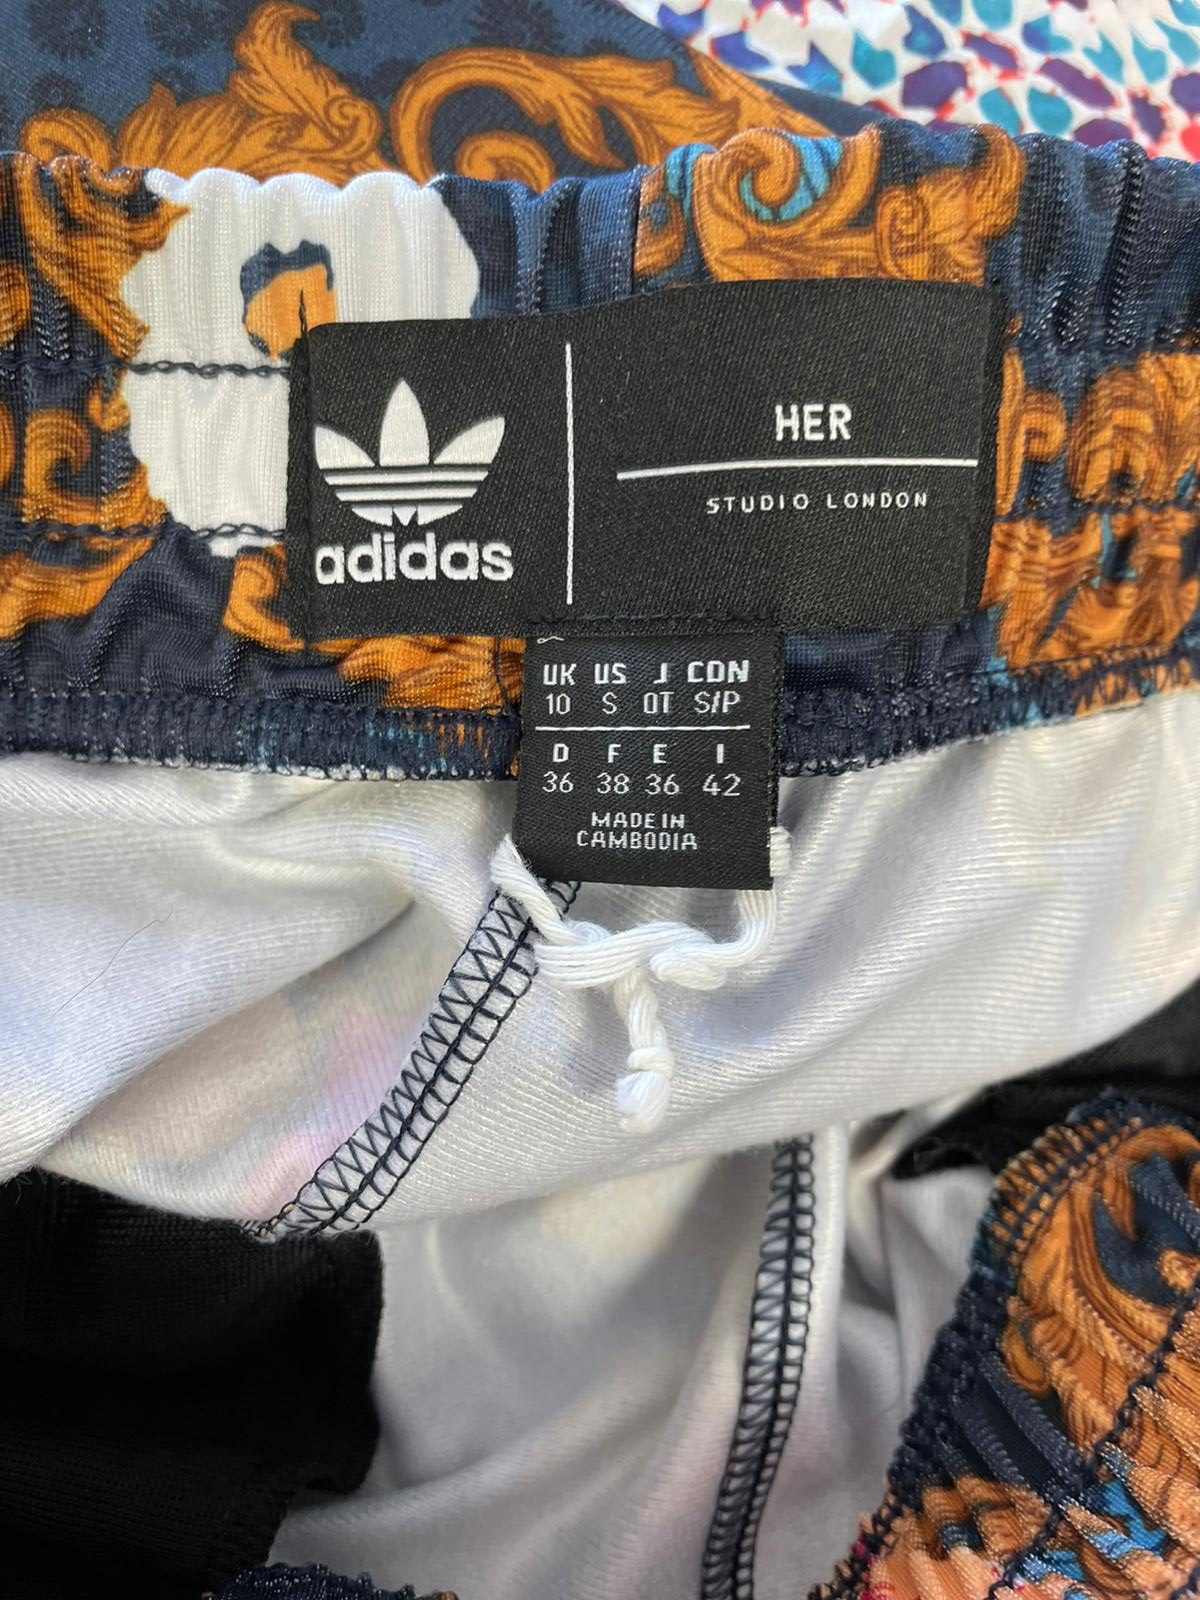 adidas
HER
STUDIO LONDON
UK US J CDN
10 S OT S/P
D F E I
36 38 36 42
MADE IN
CAMBODIA